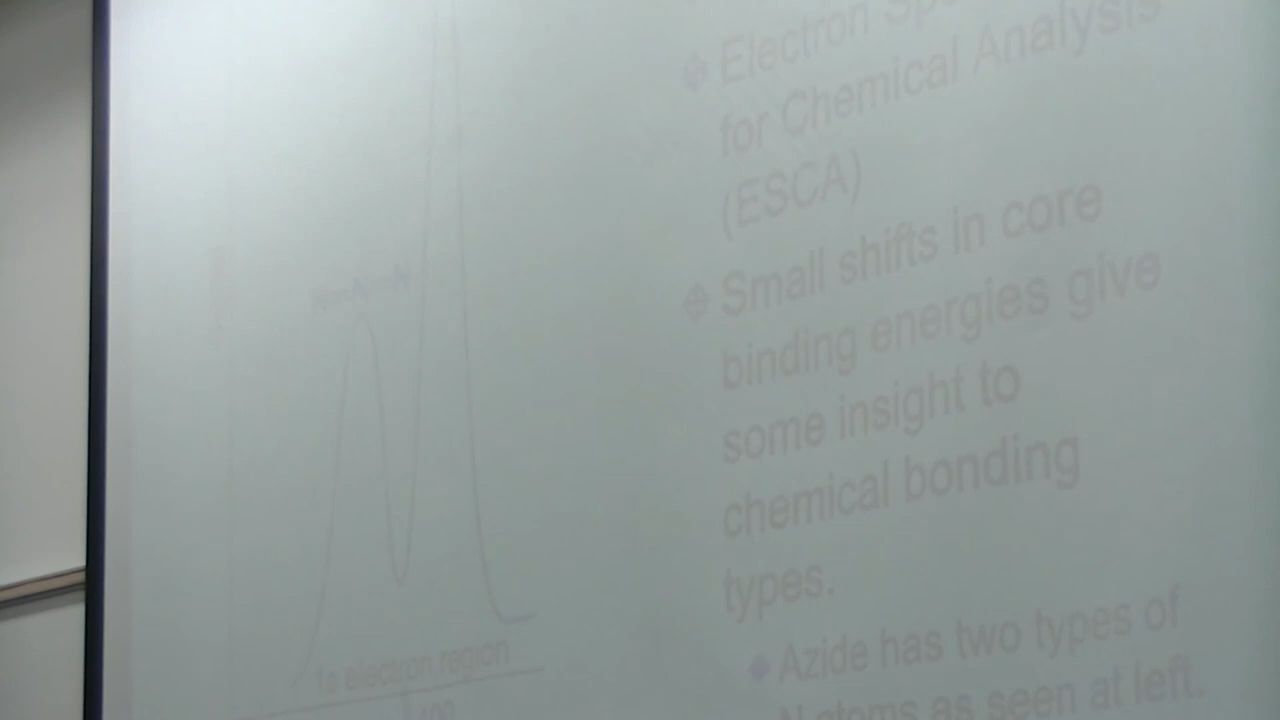 Electron
for Chemical Analysis
(ESCA)
Small shifts in core
binding energies give
some insight to
chemical bonding
types.
Azide has two types of
N atoms as seen at left.
N—N—N
1s electron region
400